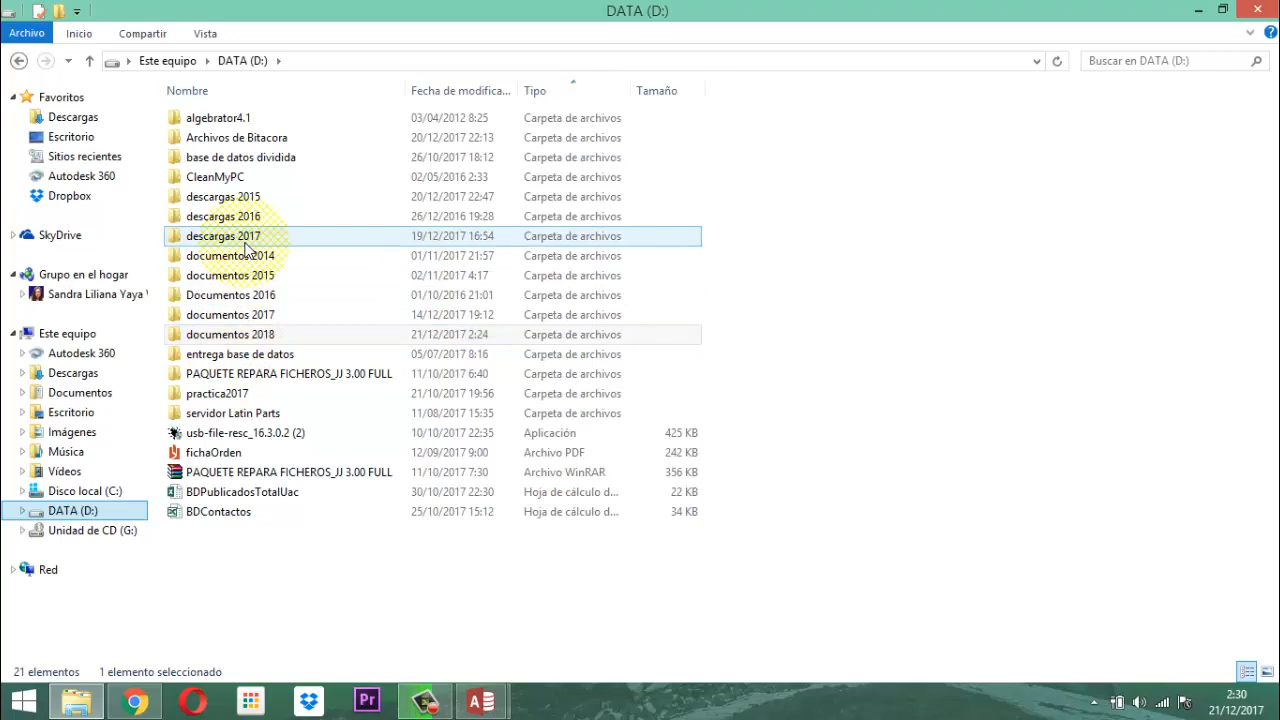 DATA (D:)
Archivo Inicio Compartir Vista
Este equipo DATA (D:) Buscar en DATA (D:)
Nombre Fecha de modifica... Tipo Tamaño
Favoritos
Descargas
Escritorio
Sitios recientes
Autodesk 360
Dropbox
SkyDrive
Grupo en el hogar
Sandra Liliana Yaya
Este equipo
Autodesk 360
Descargas
Documentos
Escritorio
Imágenes
Música
Vídeos
Disco local (C:)
DATA (D:)
Unidad de CD (G:)
Red
algebrator4.1 03/04/2012 8:25 Carpeta de archivos
Archivos de Bitacora 20/12/2017 22:13 Carpeta de archivos
base de datos dividida 26/10/2017 18:12 Carpeta de archivos
CleanMyPC 02/05/2016 2:33 Carpeta de archivos
descargas 2015 20/12/2017 22:47 Carpeta de archivos
descargas 2016 26/12/2016 19:28 Carpeta de archivos
descargas 2017 19/12/2017 16:54 Carpeta de archivos
documentos 2014 01/11/2017 21:57 Carpeta de archivos
documentos 2015 02/11/2017 4:17 Carpeta de archivos
Documentos 2016 01/10/2016 21:01 Carpeta de archivos
documentos 2017 14/12/2017 19:12 Carpeta de archivos
documentos 2018 21/12/2017 2:24 Carpeta de archivos
entrega base de datos 05/07/2017 8:16 Carpeta de archivos
PAQUETE REPARA FICHEROS_JJ 3.00 FULL 11/10/2017 6:40 Carpeta de archivos
practica2017 21/10/2017 19:56 Carpeta de archivos
servidor Latin Parts 11/08/2017 15:35 Carpeta de archivos
usb-file-resc_16.3.0.2 (2) 10/10/2017 22:35 Aplicación 425 KB
fichaOrden 12/09/2017 9:00 Archivo PDF 242 KB
PAQUETE REPARA FICHEROS_JJ 3.00 FULL 11/10/2017 7:30 Archivo WinRAR 356 KB
BDPublicadosTotalUac 30/10/2017 22:30 Hoja de cálculo d... 22 KB
BDContactos 25/10/2017 15:12 Hoja de cálculo d... 34 KB
21 elementos 1 elemento seleccionado
Pr
2:30
21/12/2017